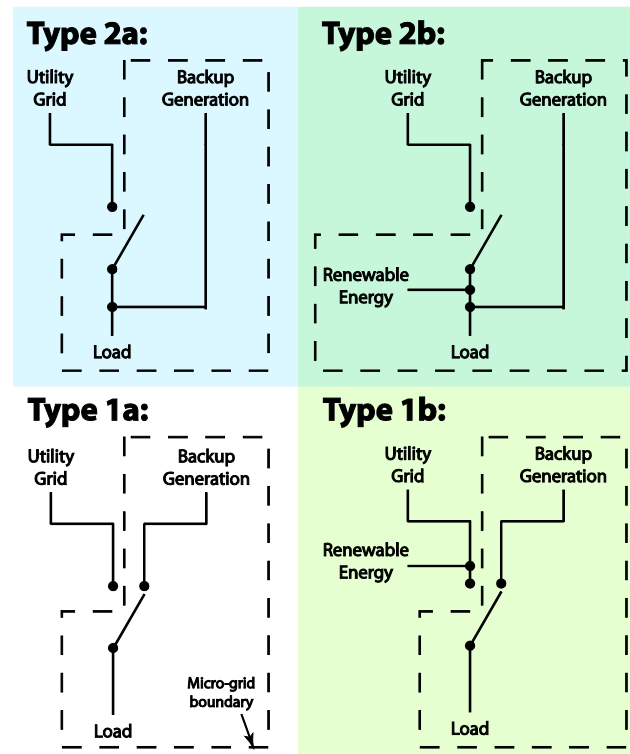 Type 2a:
Utility
Grid
Backup
Generation
Load
Type 2b:
Utility
Grid
Backup
Generation
Renewable
Energy
Load
Type 1a:
Utility
Grid
Backup
Generation
Micro-grid
boundary
Load
Type 1b:
Utility
Grid
Backup
Generation
Renewable
Energy
Load